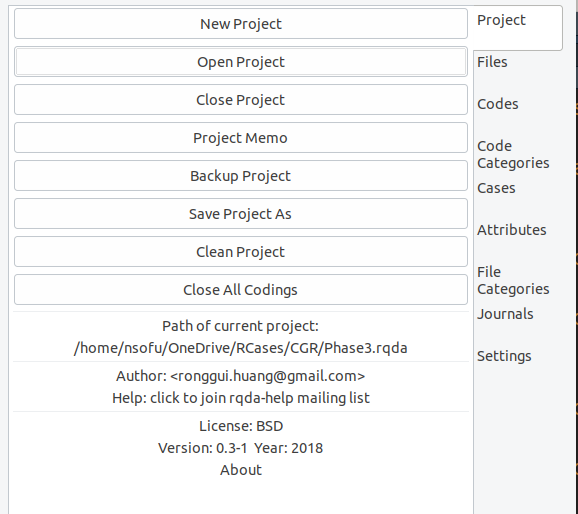 New Project
Open Project
Close Project
Project Memo
Backup Project
Save Project As
Clean Project
Close All Codings
Path of current project:
/home/nsofu/OneDrive/RCases/CGR/Phase3.rqda
Author: <ronggui.huang@gmail.com>
Help: click to join rqda-help mailing list
License: BSD
Version: 0.3-1  Year: 2018
About
Project
Files
Codes
Code
Categories
Cases
Attributes
File
Categories
Journals
Settings